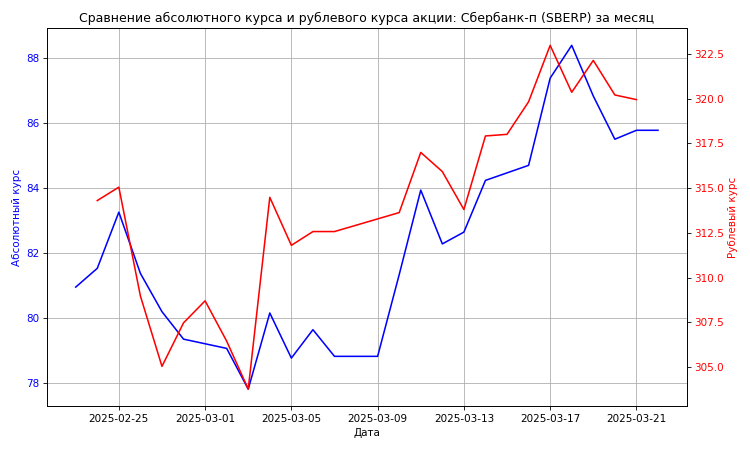 Сравнение абсолютного курса и рублевого курса акции: Сбербанк-п (SBERP) за месяц
Абсолютный курс
88
86
84
82
80
78
322.5
320.0
317.5
315.0
312.5
310.0
307.5
305.0
Рублевый курс
2025-02-25 2025-03-01 2025-03-05 2025-03-09 2025-03-13 2025-03-17 2025-03-21
Дата